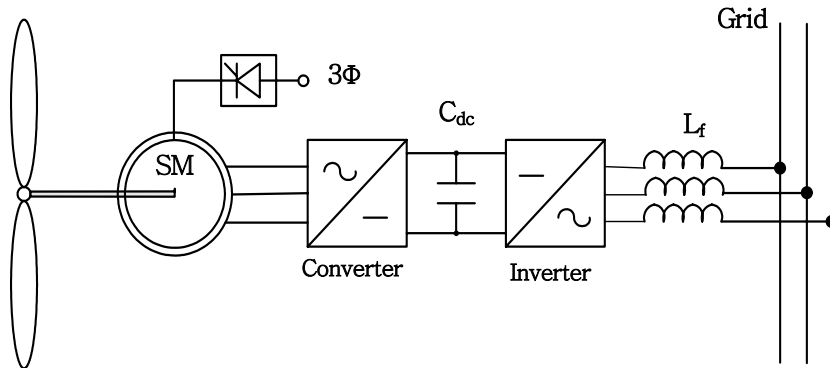 Grid
3Φ
C_dc
L_f
SM
Converter
Inverter